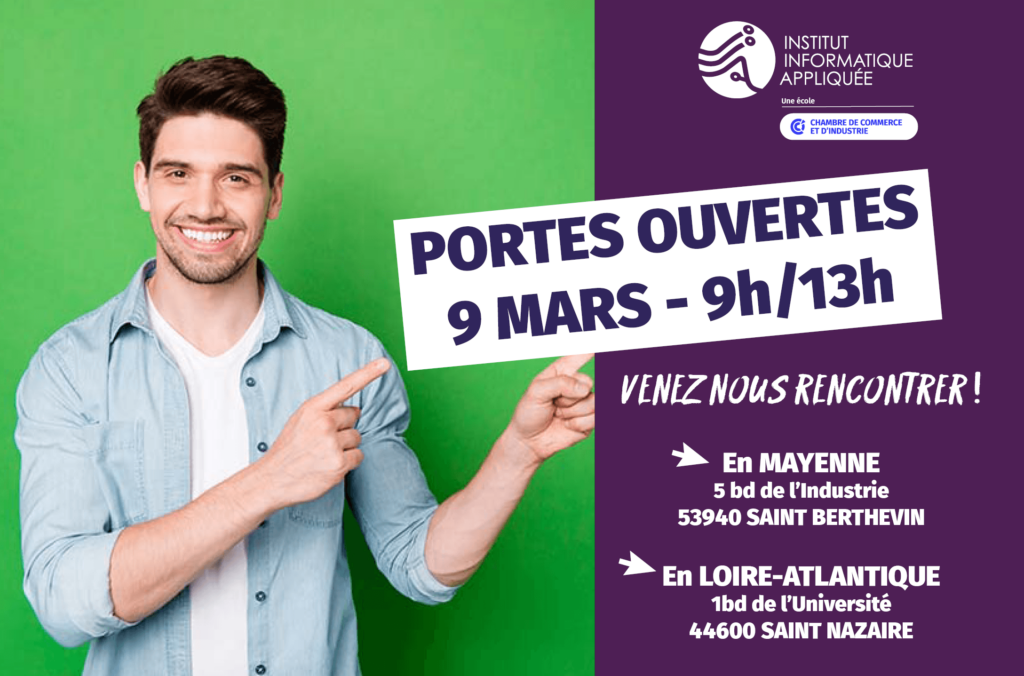 INSTITUT
INFORMATIQUE
APPLIQUÉE
Une école
CCI CHAMBRE DE COMMERCE
ET D'INDUSTRIE
PORTES OUVERTES
9 MARS - 9h/13h
VENEZ NOUS RENCONTRER !
En MAYENNE
5 bd de l'Industrie
53940 SAINT BERTHEVIN
En LOIRE-ATLANTIQUE
1bd de l'Université
44600 SAINT NAZAIRE